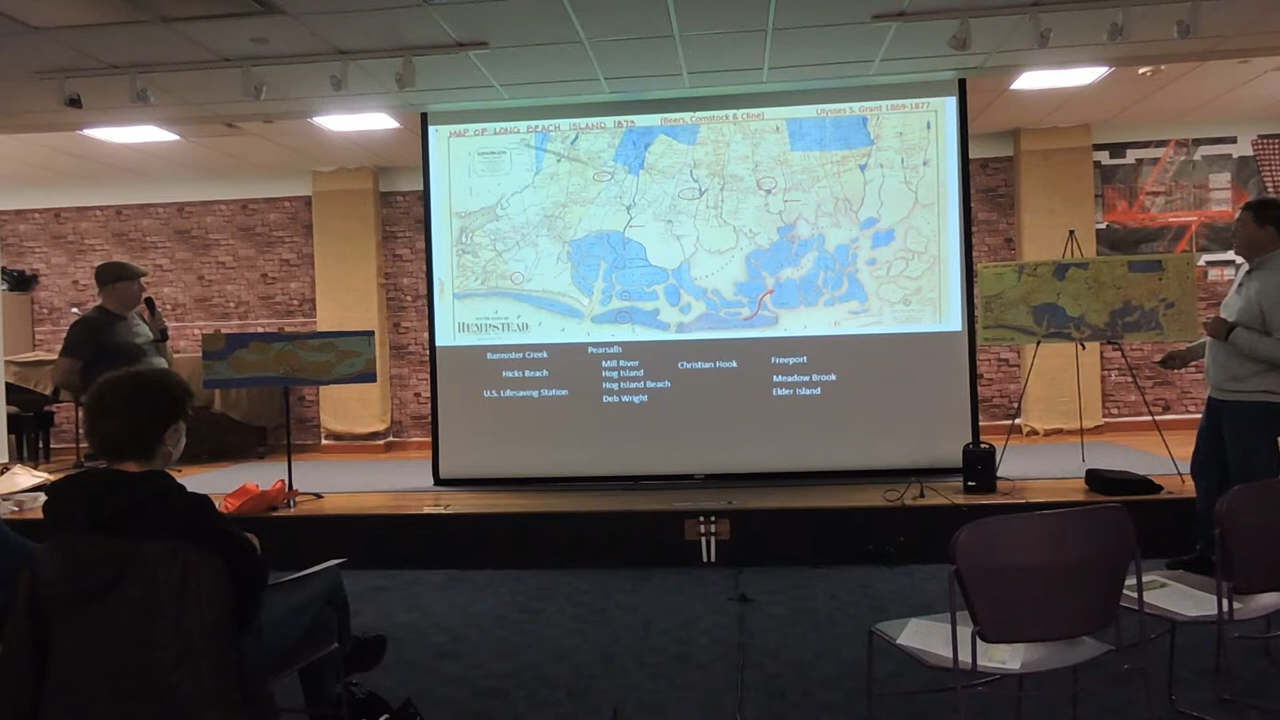 MAP OF LONG BEACH ISLAND 1873
(Beers, Comstock & Cline)
Ulysses S. Grant 1869-1877
HEMPSTEAD
Bannister Creek
Hicks Beach
U.S. Lifesaving Station
Pearsalls
Mill River
Hog Island
Hog Island Beach
Deb Wright
Christian Hook
Freeport
Meadow Brook
Elder Island